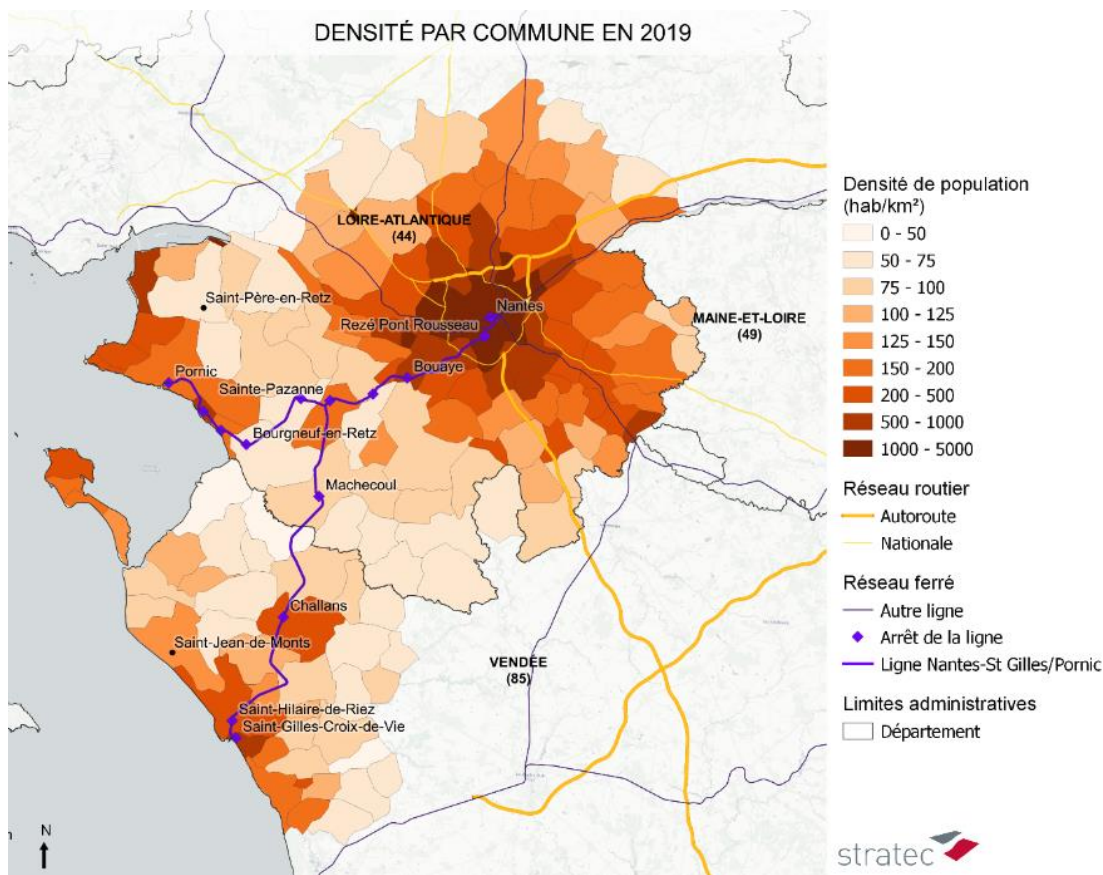 DENSITÉ PAR COMMUNE EN 2019
LOIRE-ATLANTIQUE
(44)
Saint-Père-en-Retz
Nantes
Rezé Pont Rousseau
MAINE-ET-LOIRE
(49)
Bouaye
Pornic
Sainte-Pazanne
Bourgneuf-en-Retz
Machecoul
Challans
Saint-Jean-de-Monts
VENDÉE
(85)
Saint-Hilaire-de-Riez
Saint-Gilles-Croix-de-Vie
N
Densité de population
(hab/km²)
0 - 50
50 - 75
75 - 100
100 - 125
125 - 150
150 - 200
200 - 500
500 - 1000
1000 - 5000
Réseau routier
Autoroute
Nationale
Réseau ferré
Autre ligne
Arrêt de la ligne
Ligne Nantes-St Gilles/Pornic
Limites administratives
Département
stratec